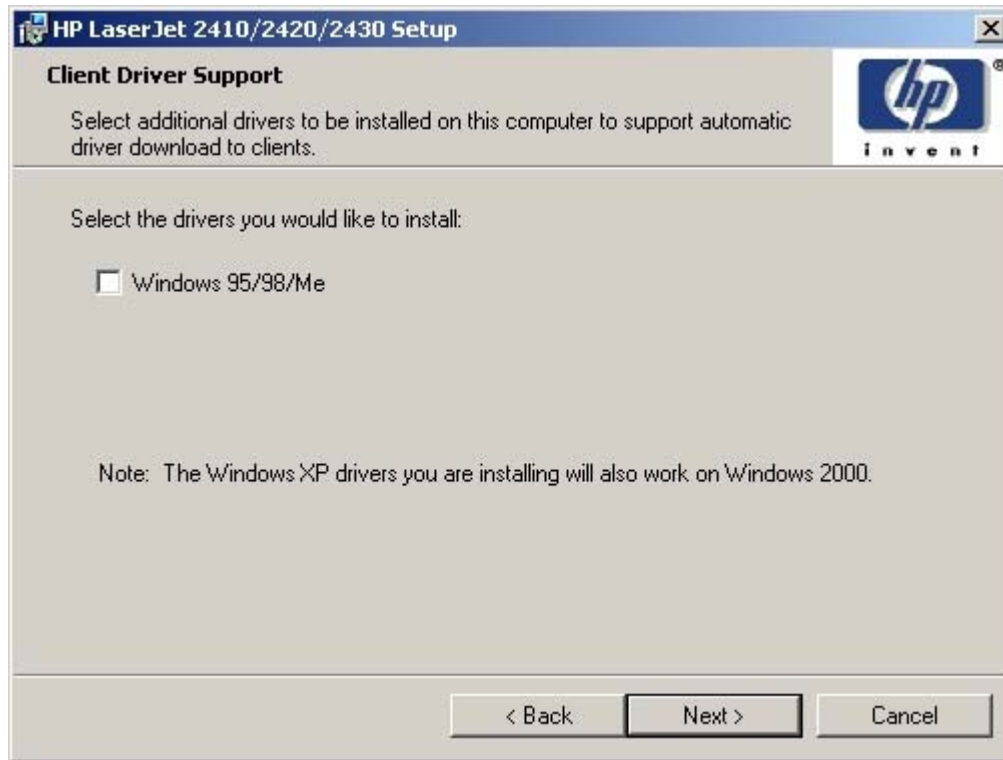 HP LaserJet 2410/2420/2430 Setup
Client Driver Support
Select additional drivers to be installed on this computer to support automatic
driver download to clients.
hp
®
invent
Select the drivers you would like to install:
Windows 95/98/Me
Note: The Windows XP drivers you are installing will also work on Windows 2000.
< Back
Next >
Cancel